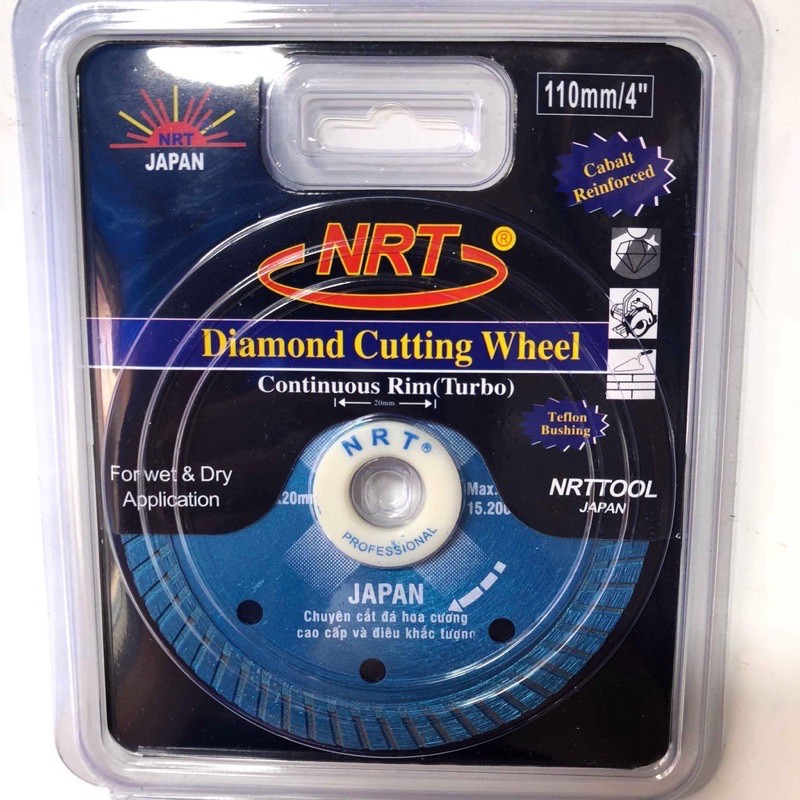 NRT
JAPAN
110mm/4"
Cabalt
Reinforced
NRT®
Diamond Cutting Wheel
Continuous Rim(Turbo)
20mm
Teflon
Bushing
NRT®
PROFESSIONAL
For wet & Dry
Application
Max.
NRTTOOL
JAPAN
JAPAN
Chuyên cắt đá hoa cương
cao cấp và điêu khắc tượng